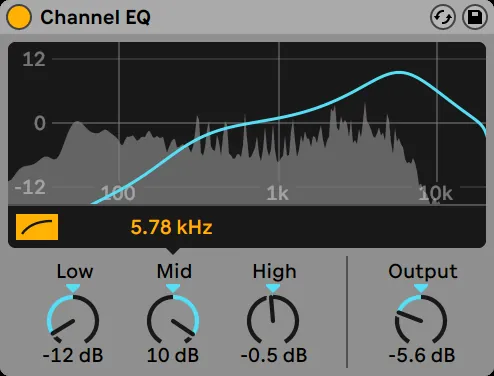 Channel EQ
12
0
-12
100 1k 10k
5.78 kHz
Low Mid High Output
-12 dB 10 dB -0.5 dB -5.6 dB